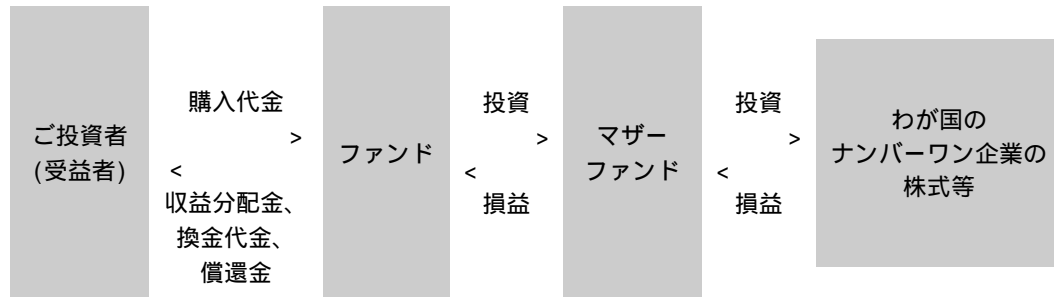 ご投資者
(受益者)
購入代金
>
<
収益分配金、
換金代金、
償還金
ファンド
投資
>
<
損益
マザー
ファンド
投資
>
<
損益
わが国の
ナンバーワン企業の
株式等